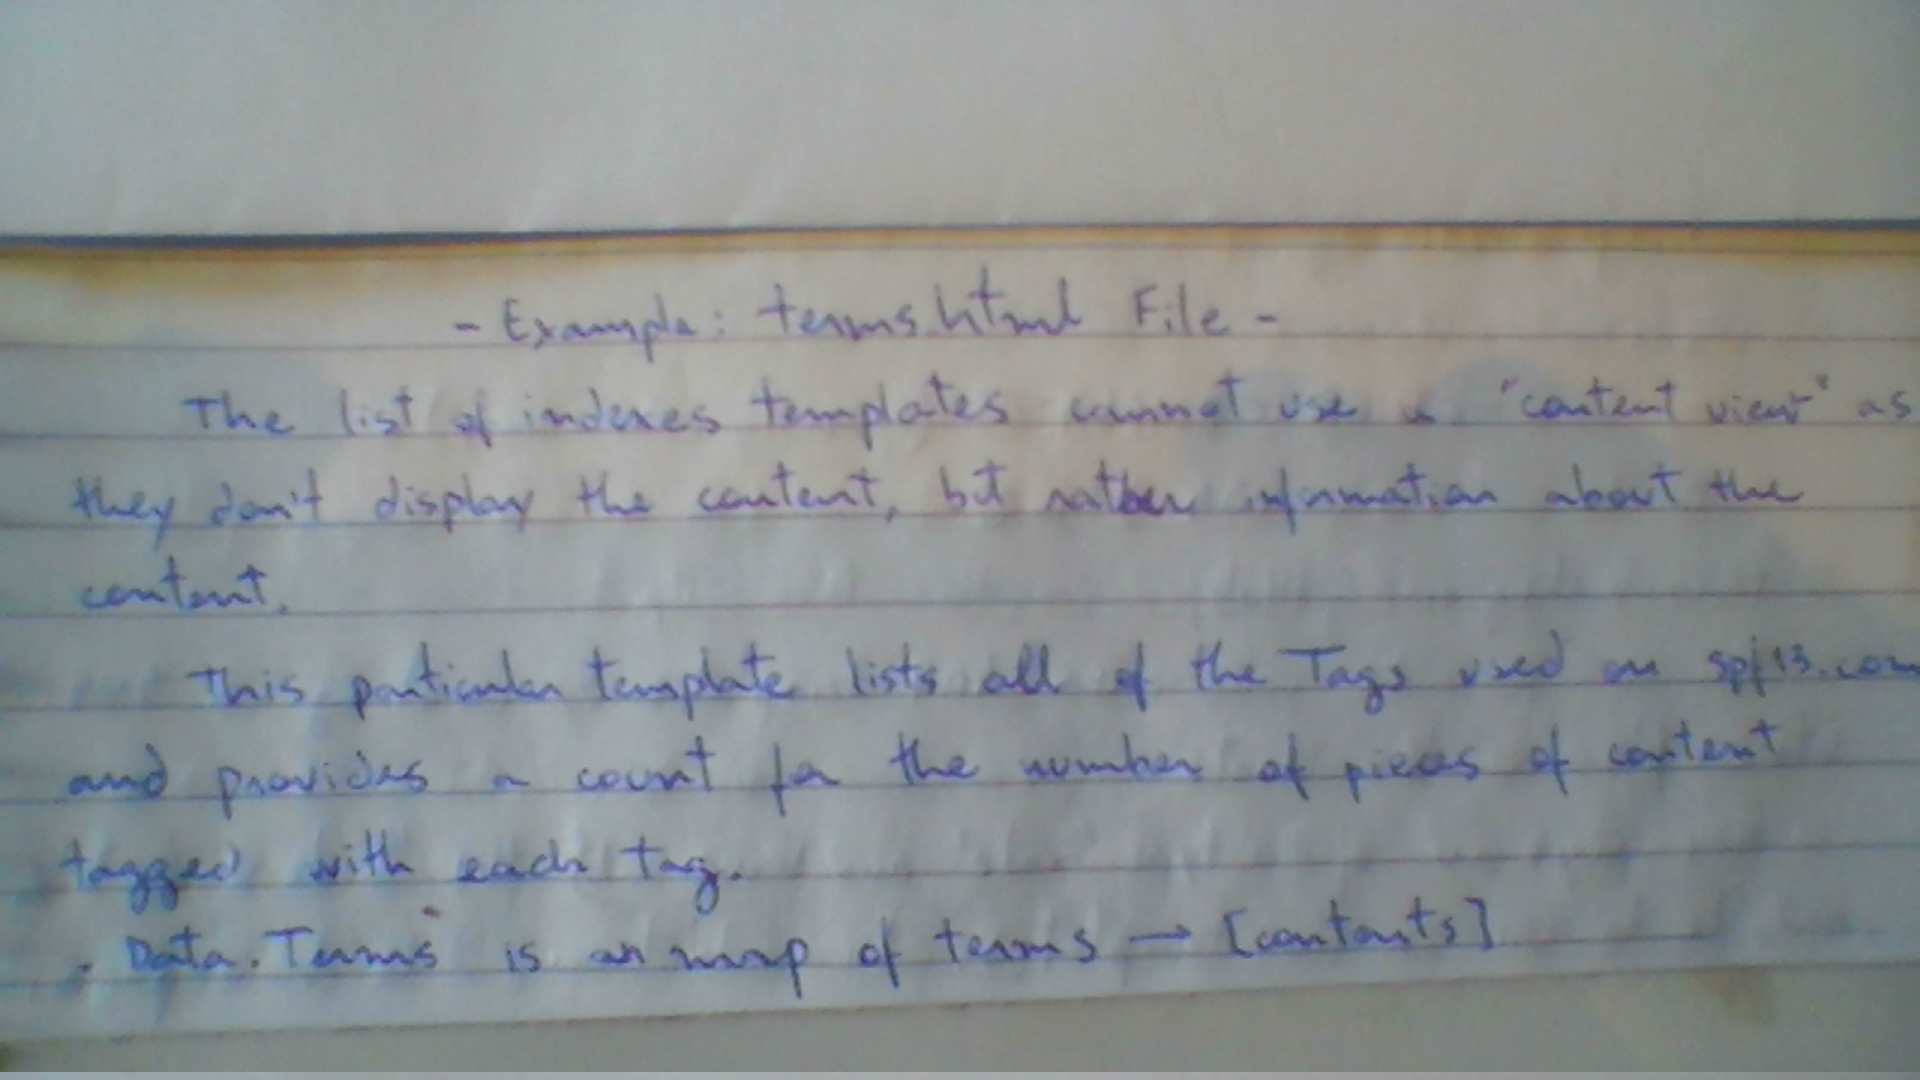 - Example: terms.html File -
The list of indexes templates cannot use a "content view" as
they don't display the content, but rather information about the
content.
This particular template lists all of the Tags used on spf13.com
and provides a count for the number of pieces of content
tagged with each tag.
. Data.Terms is an map of terms → [contents]